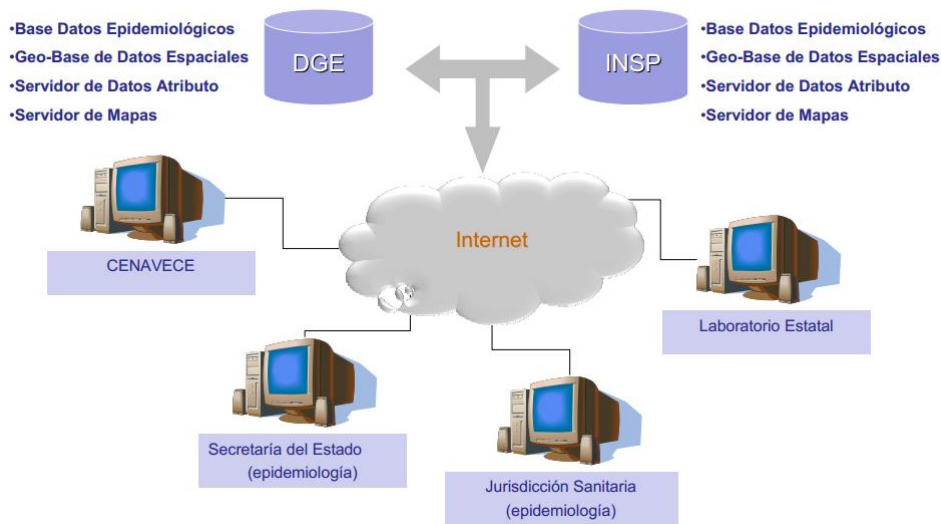 •Base Datos Epidemiológicos
•Geo-Base de Datos Espaciales
•Servidor de Datos Atributo
•Servidor de Mapas
DGE
INSP
•Base Datos Epidemiológicos
•Geo-Base de Datos Espaciales
•Servidor de Datos Atributo
•Servidor de Mapas
Internet
CENAVECE
Laboratorio Estatal
Secretaría del Estado
(epidemiología)
Jurisdicción Sanitaria
(epidemiología)